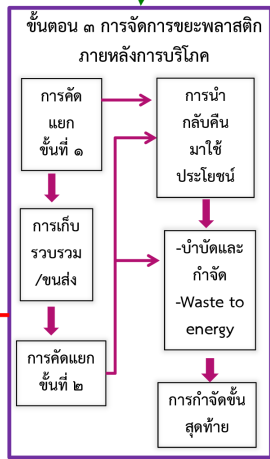 ขั้นตอน ๓ การจัดการขยะพลาสติก
ภายหลังการบริโภค
การคัด
แยก
ขั้นที่ ๑
การเก็บ
รวบรวม
/ขนส่ง
การคัดแยก
ขั้นที่ ๒
การนำ
กลับคืน
มาใช้
ประโยชน์
-บำบัดและ
กำจัด
-Waste to
energy
การกำจัดขั้น
สุดท้าย